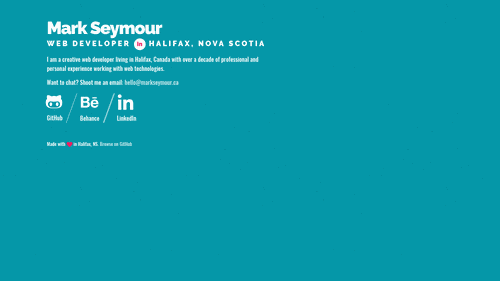 Mark Seymour
WEB DEVELOPER in HALIFAX, NOVA SCOTIA
I am a creative web developer living in Halifax, Canada with over a decade of professional and
personal experience working with web technologies.
Want to chat? Shoot me an email: hello@markseymour.ca
Bē in
GitHub Behance LinkedIn
Made with in Halifax, NS. Browse on GitHub